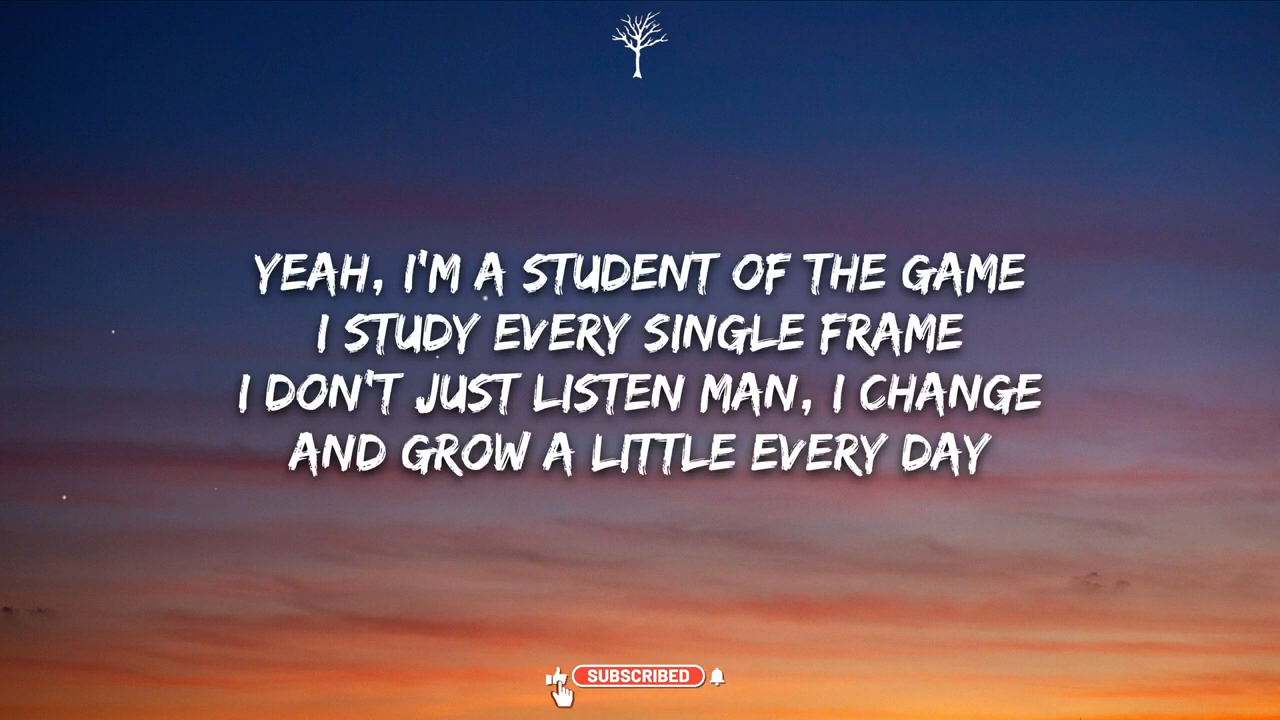 YEAH, I'M A STUDENT OF THE GAME
I STUDY EVERY SINGLE FRAME
I DON'T JUST LISTEN MAN, I CHANGE
AND GROW A LITTLE EVERY DAY
SUBSCRIBED